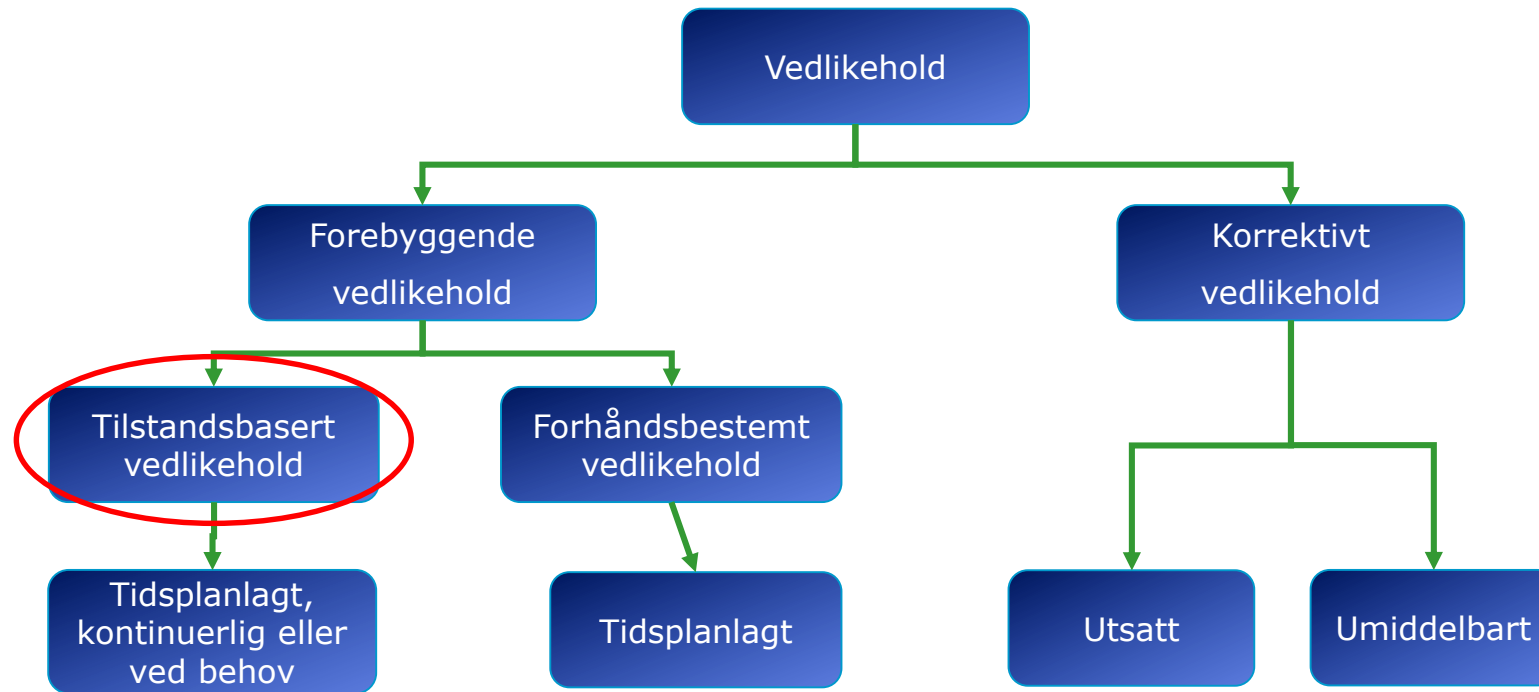 Vedlikehold
Forebyggende
vedlikehold
Korrektivt
vedlikehold
Tilstandsbasert
vedlikehold
Forhåndsbestemt
vedlikehold
Tidsplanlagt,
kontinuerlig eller
ved behov
Tidsplanlagt
Utsatt
Umiddelbart